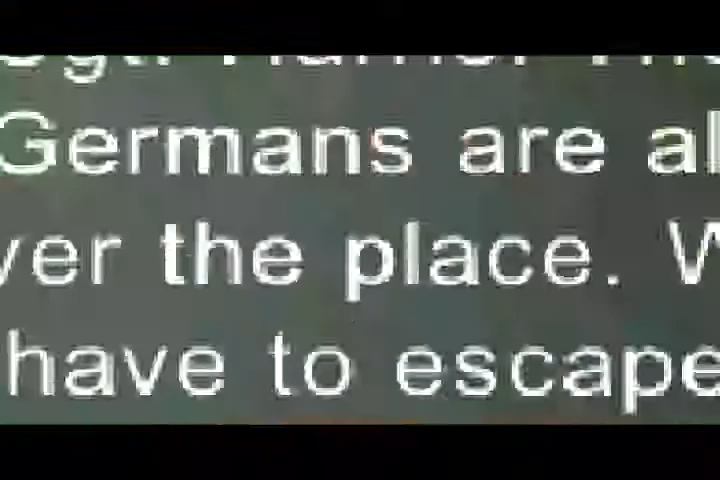 Germans are al
ver the place. W
have to escape